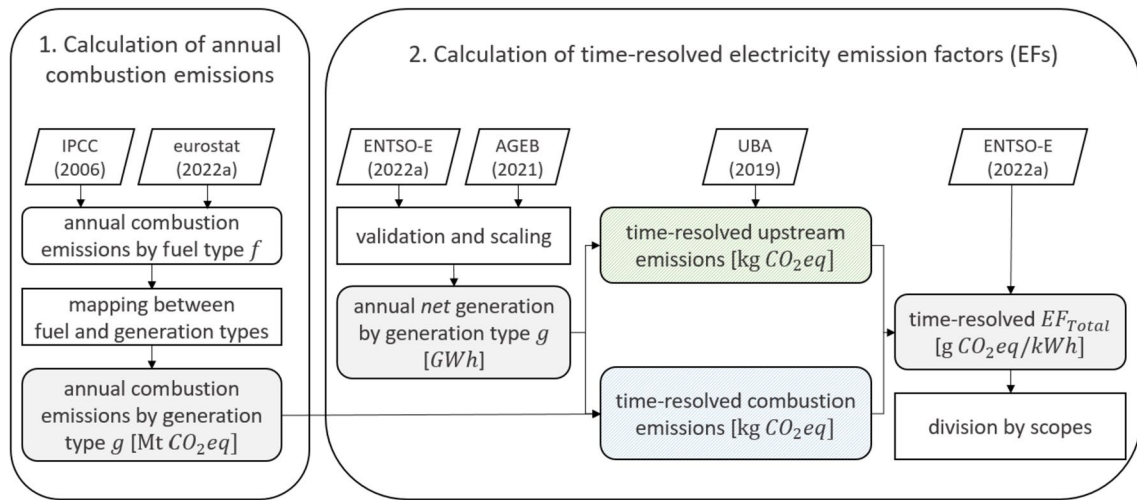 1. Calculation of annual
combustion emissions
IPCC
(2006)
eurostat
(2022a)
annual combustion
emissions by fuel type f
mapping between
fuel and generation types
annual combustion
emissions by generation
type g [Mt CO₂eq]
2. Calculation of time-resolved electricity emission factors (EFs)
ENTSO-E
(2022a)
AGEB
(2021)
validation and scaling
annual net generation
by generation type g
[GWh]
UBA
(2019)
time-resolved upstream
emissions [kg CO₂eq]
time-resolved combustion
emissions [kg CO₂eq]
ENTSO-E
(2022a)
time-resolved EF_Total
[g CO₂eq/kWh]
division by scopes